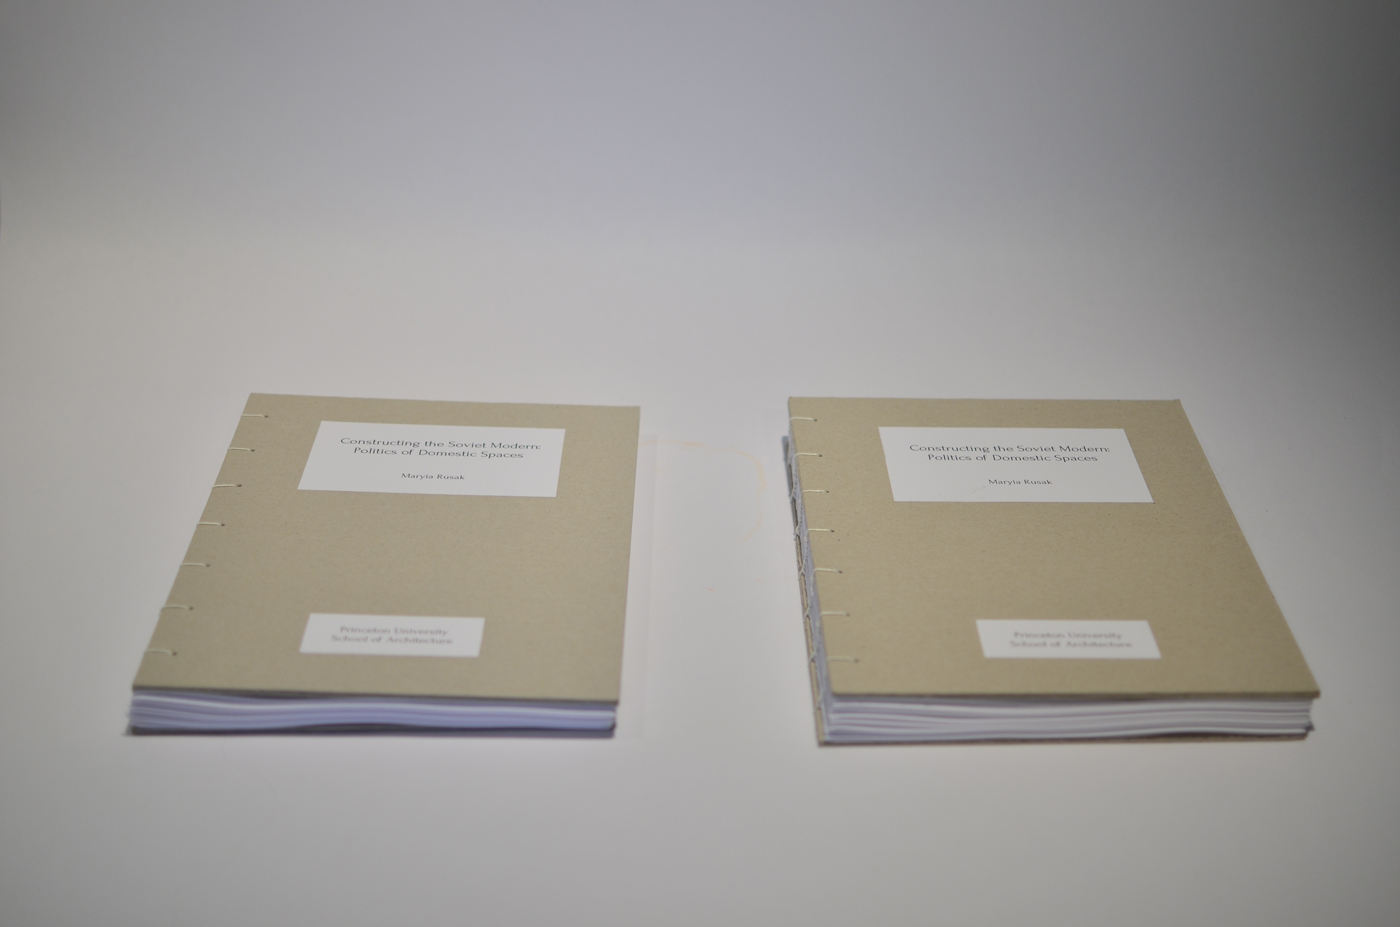 Constructing the Soviet Modern:
Politics of Domestic Spaces
Maryia Rusak
Princeton University
School of Architecture
Constructing the Soviet Modern:
Politics of Domestic Spaces
Maryia Rusak
Princeton University
School of Architecture